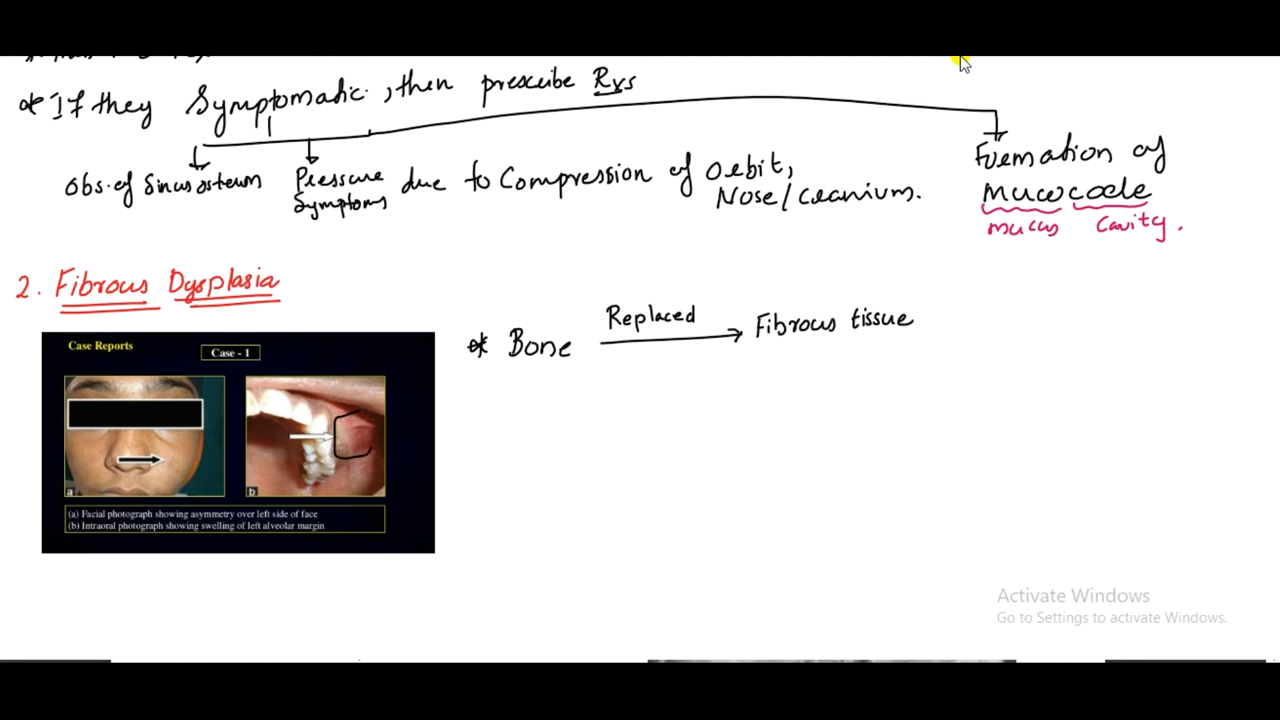 * If they Symptomatic, then prescribe Rxs
Obs. of Sinus osteum
Pressure Symptoms due to Compression of Orbit, Nose/Cranium.
Formation of
Mucocoele
mucus Cavity.
2. Fibrous Dysplasia
* Bone Replaced → Fibrous tissue
Case Reports
Case - 1
a
b
(a) Facial photograph showing asymmetry over left side of face
(b) Intraoral photograph showing swelling of left alveolar margin
Activate Windows
Go to Settings to activate Windows.